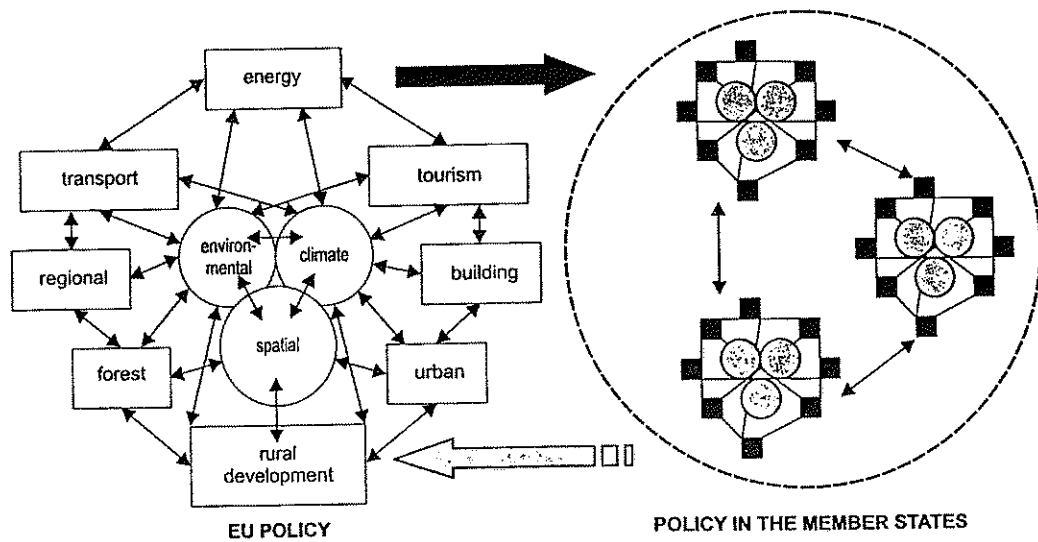 energy
transport
tourism
environ-
mental
climate
regional
building
spatial
forest
urban
rural
development
EU POLICY
POLICY IN THE MEMBER STATES